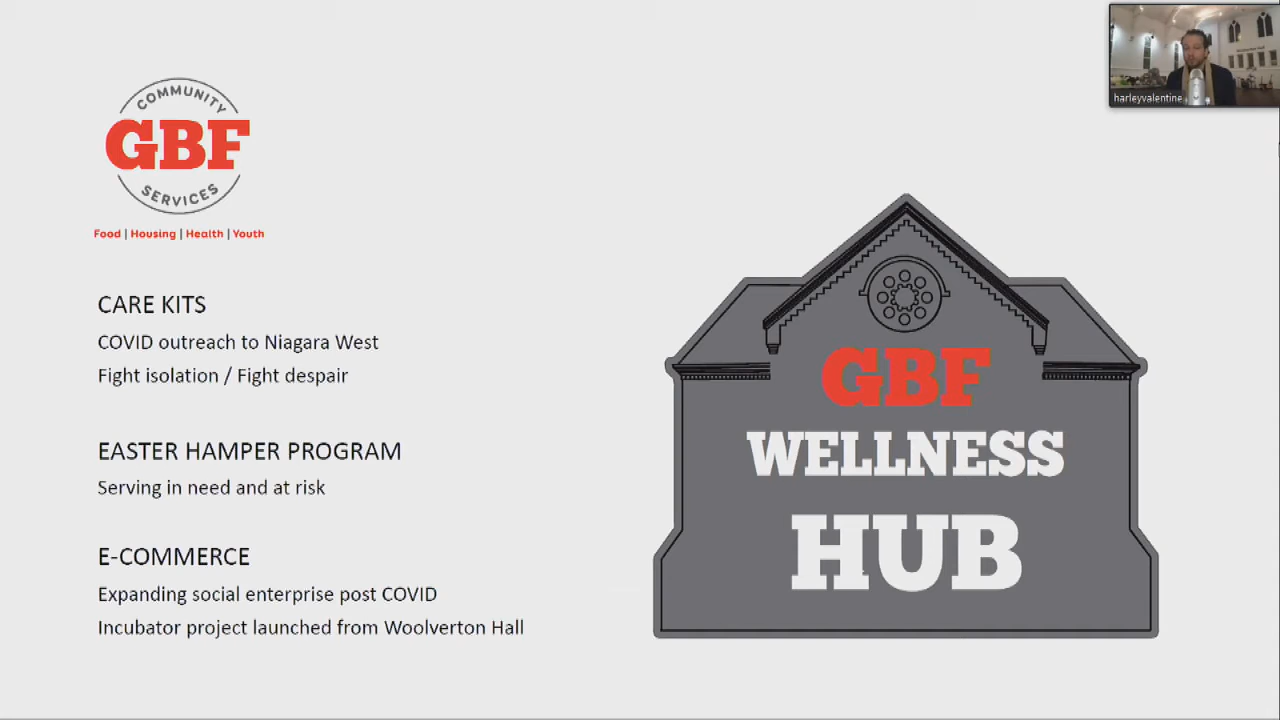 harleyvalentine
COMMUNITY
GBF
SERVICES
Food | Housing | Health | Youth
CARE KITS
COVID outreach to Niagara West
Fight isolation / Fight despair
EASTER HAMPER PROGRAM
Serving in need and at risk
E-COMMERCE
Expanding social enterprise post COVID
Incubator project launched from Woolverton Hall
GBF
WELLNESS
HUB